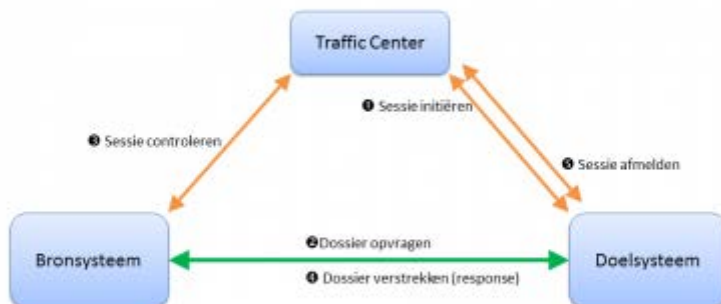 Traffic Center
❶ Sessie initiëren
❸ Sessie controleren
❺ Sessie afmelden
Bronsysteem
❷Dossier opvragen
❹ Dossier verstrekken (response)
Doelsysteem